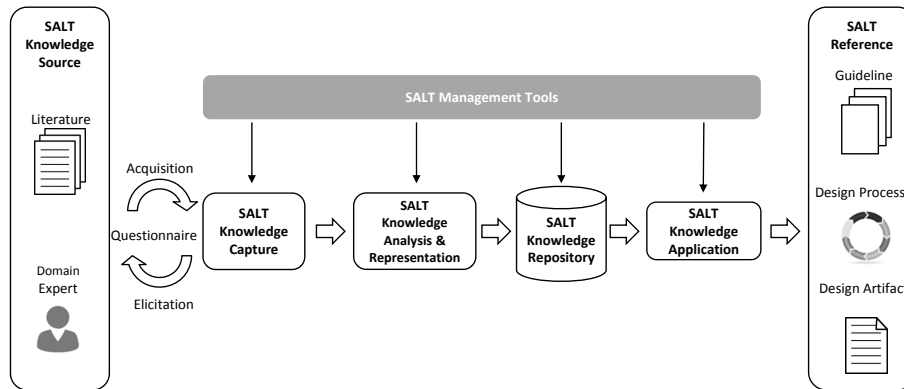 SALT
Knowledge
Source
Literature
Domain
Expert
Acquisition
Questionnaire
Elicitation
SALT Management Tools
SALT
Knowledge
Capture
SALT
Knowledge
Analysis &
Representation
SALT
Knowledge
Repository
SALT
Knowledge
Application
SALT
Reference
Guideline
Design Process
Design Artifact